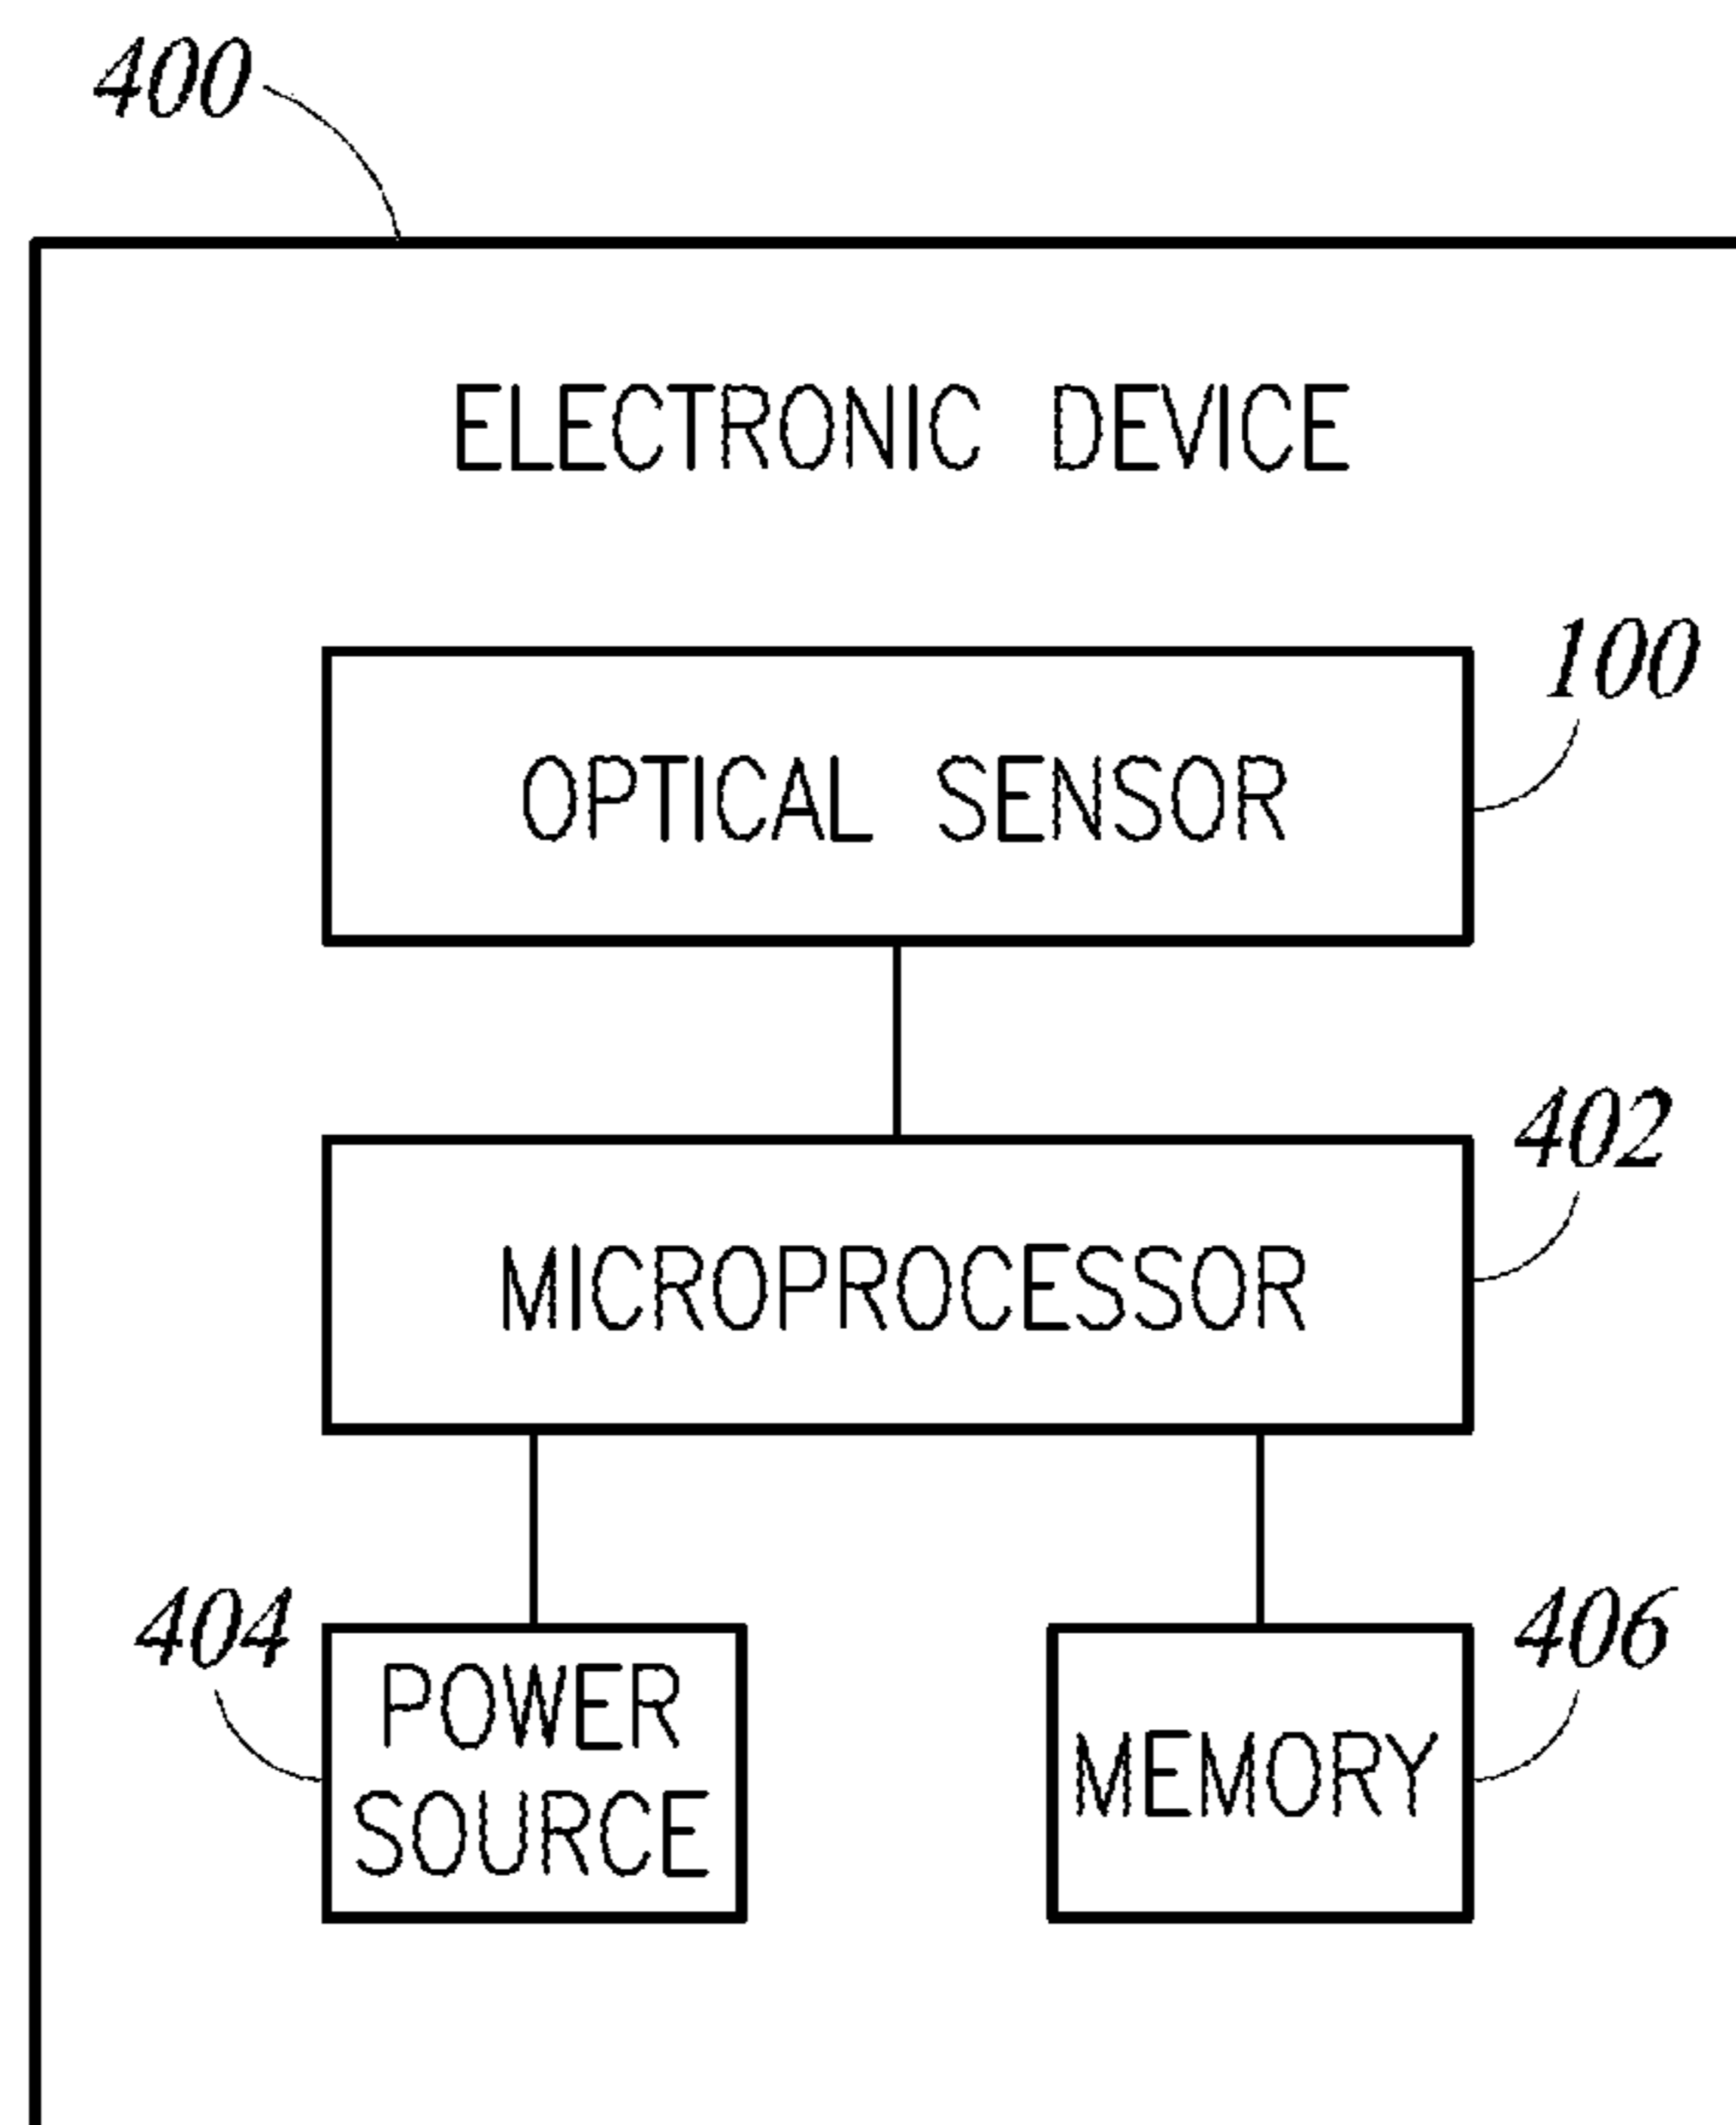 400
ELECTRONIC DEVICE
100
OPTICAL SENSOR
402
MICROPROCESSOR
404
POWER
SOURCE
406
MEMORY